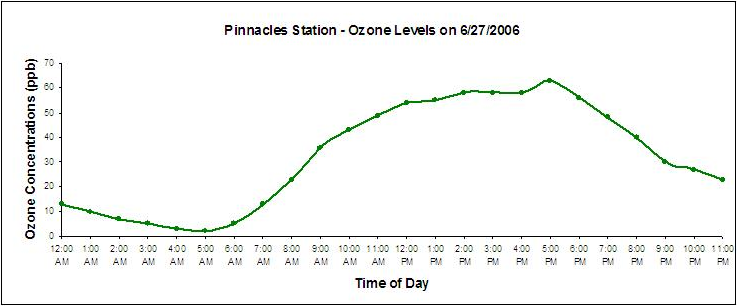 Pinnacles Station - Ozone Levels on 6/27/2006
Ozone Concentrations (ppb)
70
60
50
40
30
20
10
0
12:00 AM
1:00 AM
2:00 AM
3:00 AM
4:00 AM
5:00 AM
6:00 AM
7:00 AM
8:00 AM
9:00 AM
10:00 AM
11:00 AM
12:00 PM
1:00 PM
2:00 PM
3:00 PM
4:00 PM
5:00 PM
6:00 PM
7:00 PM
8:00 PM
9:00 PM
10:00 PM
11:00 PM
Time of Day